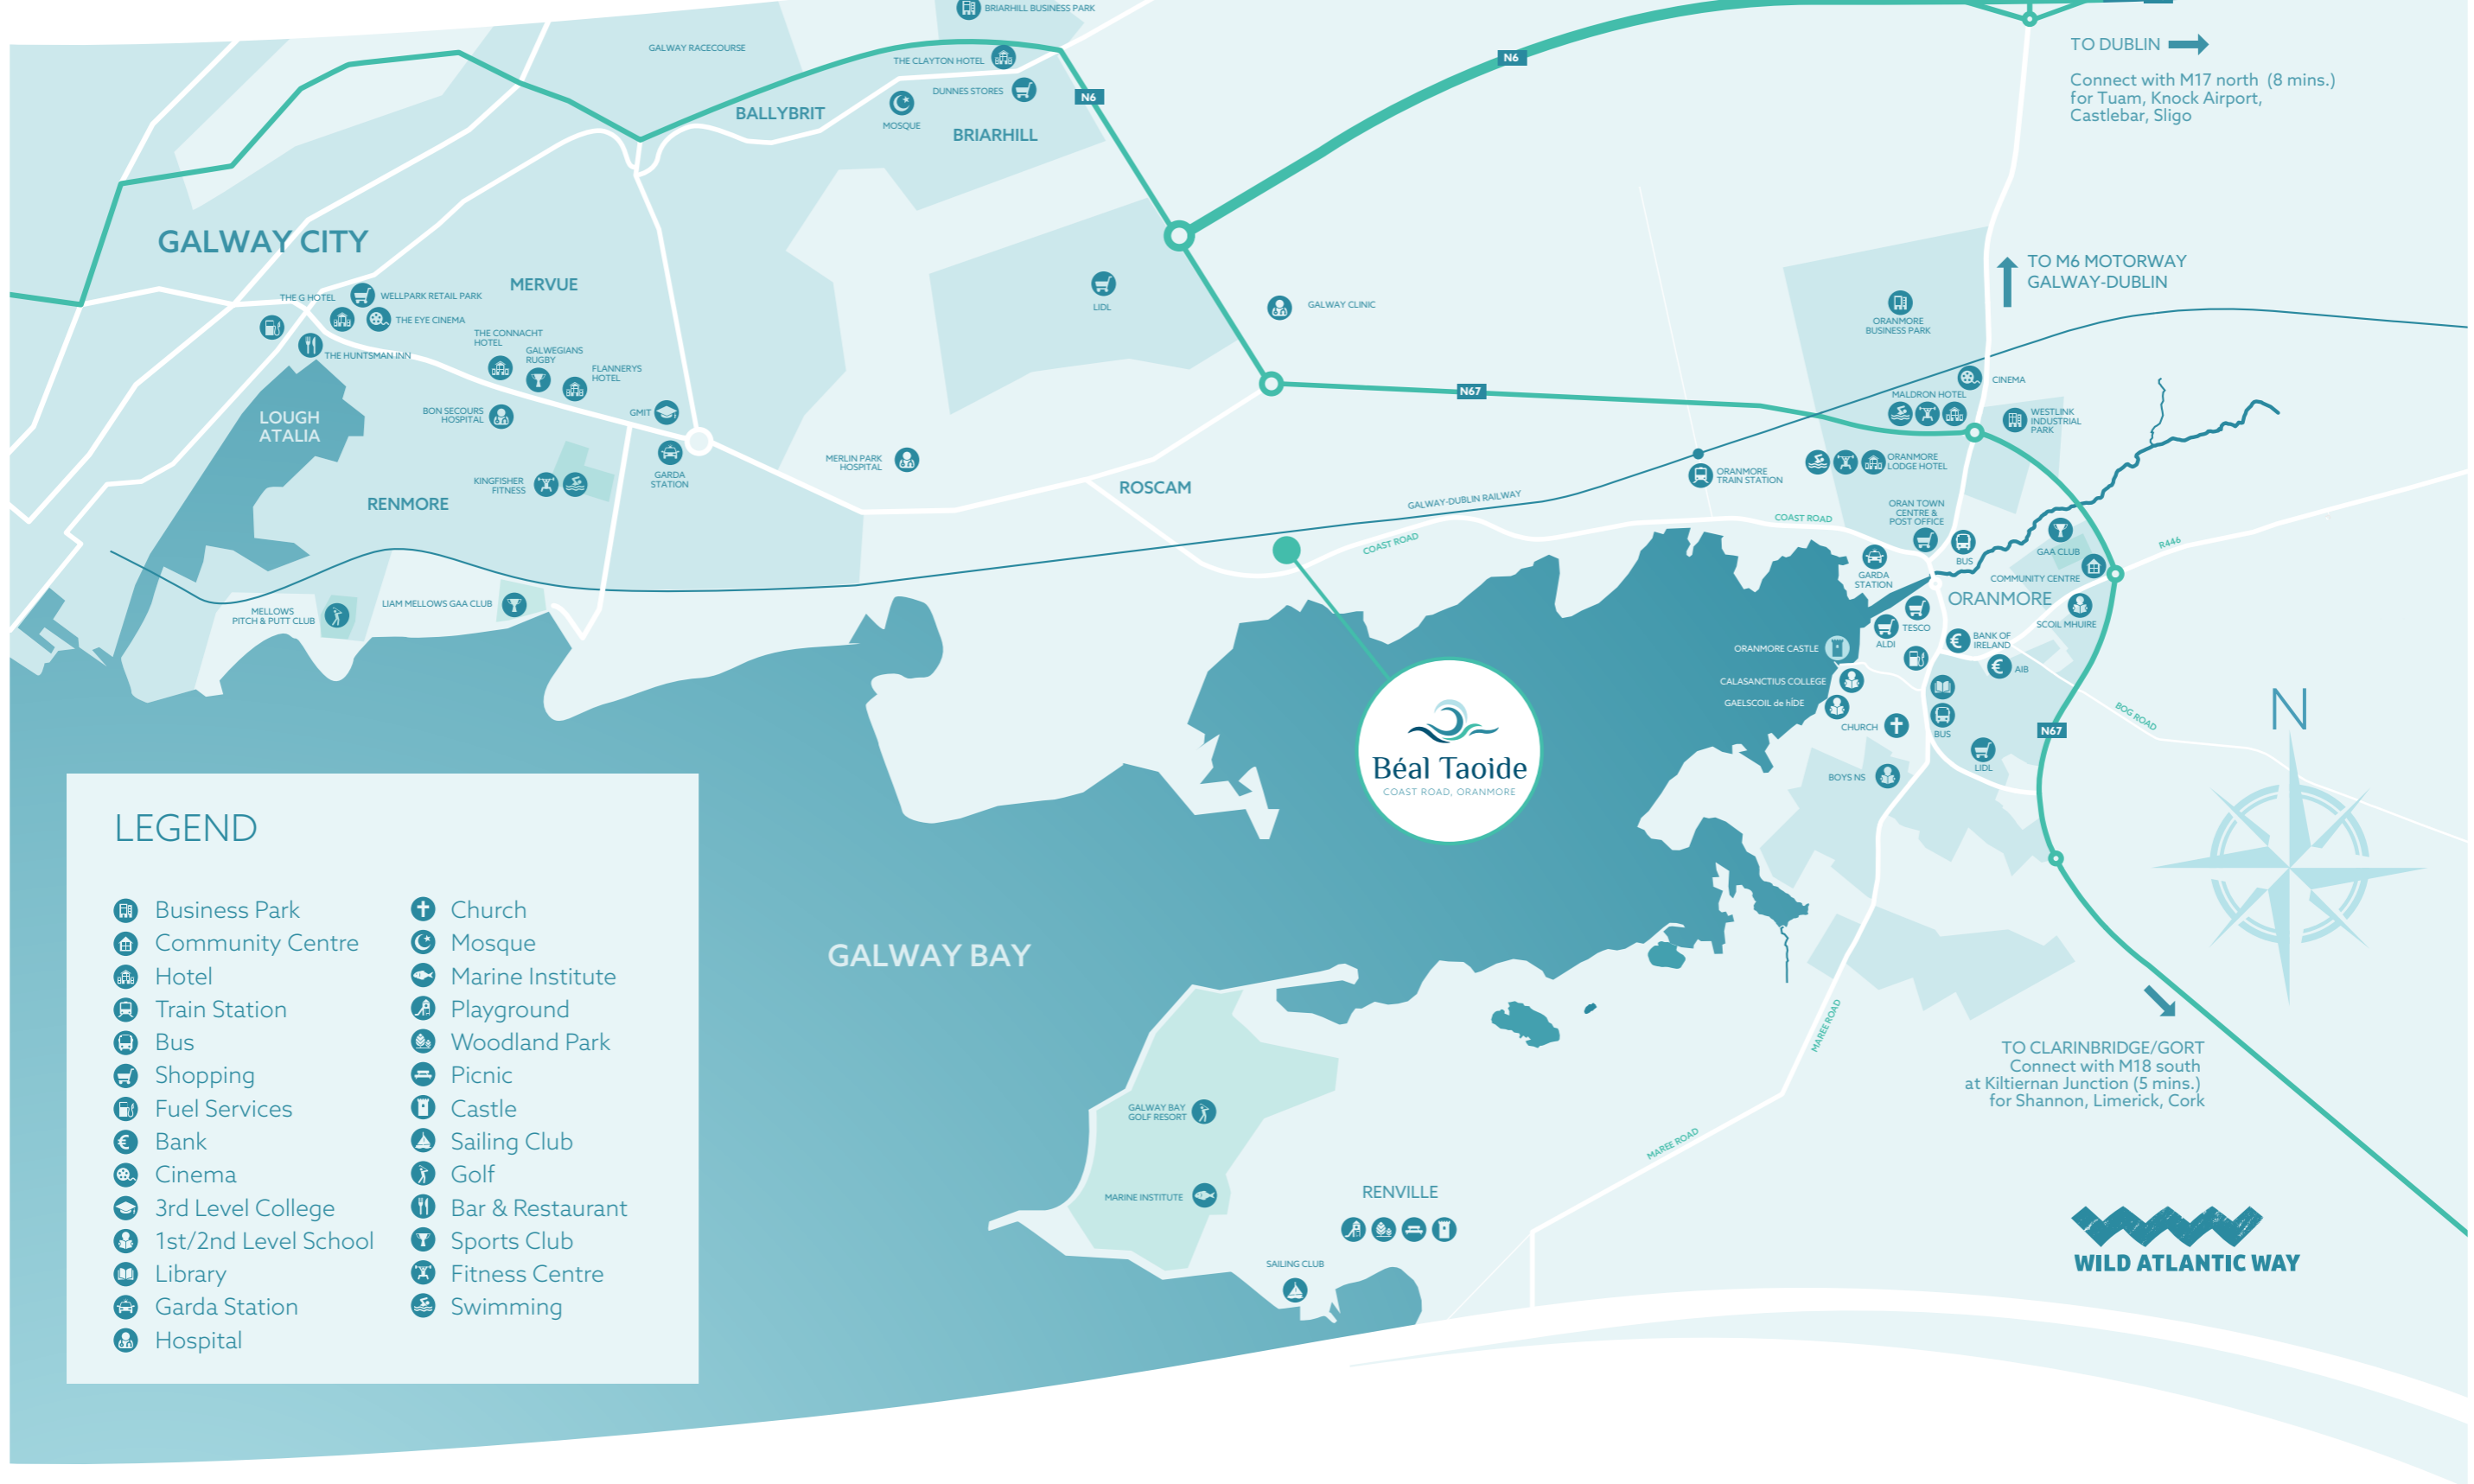 BRIARHILL BUSINESS PARK
GALWAY RACECOURSE
THE CLAYTON HOTEL
DUNNES STORES
N6
N6
BALLYBRIT
MOSQUE
BRIARHILL
TO DUBLIN
Connect with M17 north (8 mins.)
for Tuam, Knock Airport,
Castlebar, Sligo
GALWAY CITY
MERVUE
THE G HOTEL
WELLPARK RETAIL PARK
THE EYE CINEMA
THE HUNTSMAN INN
THE CONNACHT
HOTEL
GALWEGIANS
RUGBY
FLANNERYS
HOTEL
LIDL
GALWAY CLINIC
TO M6 MOTORWAY
GALWAY-DUBLIN
ORANMORE
BUSINESS PARK
N67
CINEMA
MALDRON HOTEL
WESTLINK
INDUSTRIAL
PARK
LOUGH
ATALIA
BON SECOURS
HOSPITAL
GMIT
GARDA
STATION
MERLIN PARK
HOSPITAL
KINGFISHER
FITNESS
RENMORE
ROSCAM
GALWAY-DUBLIN RAILWAY
ORANMORE
TRAIN STATION
ORANMORE
LODGE HOTEL
ORAN TOWN
CENTRE &
POST OFFICE
COAST ROAD
COAST ROAD
BUS
GAA CLUB
R446
GARDA
STATION
COMMUNITY CENTRE
ORANMORE
SCOIL MHUIRE
MELLOWS
PITCH & PUTT CLUB
LIAM MELLOWS GAA CLUB
TESCO
ALDI
BANK OF
IRELAND
AIB
ORANMORE CASTLE
CALASANCTIUS COLLEGE
GAELSCOIL de hÍDE
CHURCH
BUS
LIDL
BOYS NS
N67
BOG ROAD
N
Béal Taoide
COAST ROAD, ORANMORE
GALWAY BAY
LEGEND
Business Park
Community Centre
Hotel
Train Station
Bus
Shopping
Fuel Services
Bank
Cinema
3rd Level College
1st/2nd Level School
Library
Garda Station
Hospital
Church
Mosque
Marine Institute
Playground
Woodland Park
Picnic
Castle
Sailing Club
Golf
Bar & Restaurant
Sports Club
Fitness Centre
Swimming
MAREE ROAD
MAREE ROAD
TO CLARINBRIDGE/GORT
Connect with M18 south
at Kiltiernan Junction (5 mins.)
for Shannon, Limerick, Cork
GALWAY BAY
GOLF RESORT
MARINE INSTITUTE
RENVILLE
SAILING CLUB
WILD ATLANTIC WAY